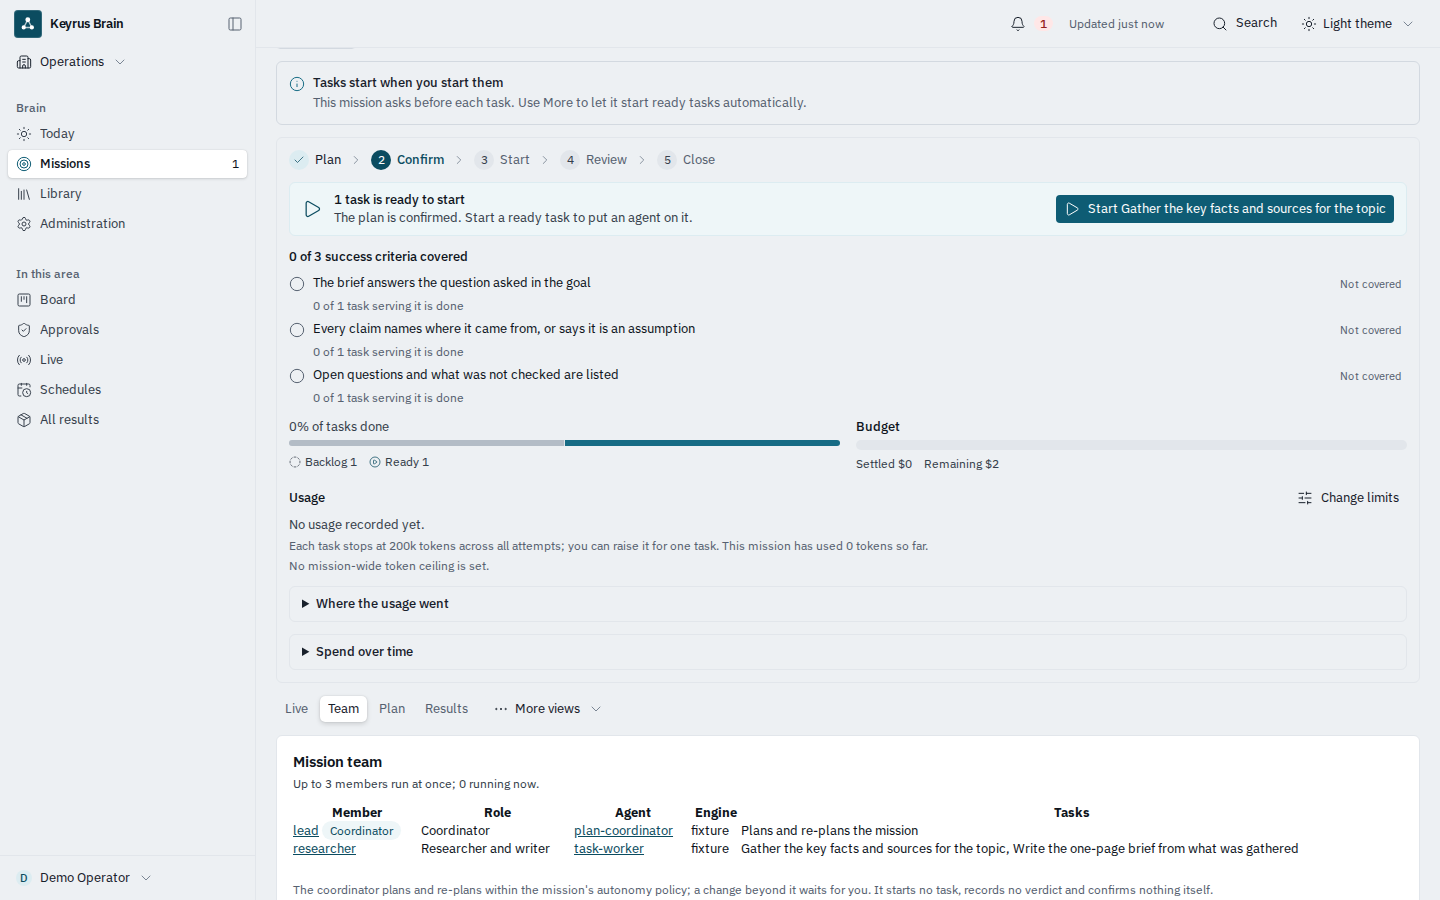 Keyrus Brain
1
Updated just now
Search
Light theme
Operations
Brain
Today
Missions
1
Library
Administration
In this area
Board
Approvals
Live
Schedules
All results
D
Demo Operator
Tasks start when you start them
This mission asks before each task. Use More to let it start ready tasks automatically.
Plan
2 Confirm
3 Start
4 Review
5 Close
1 task is ready to start
The plan is confirmed. Start a ready task to put an agent on it.
Start Gather the key facts and sources for the topic
0 of 3 success criteria covered
The brief answers the question asked in the goal
Not covered
0 of 1 task serving it is done
Every claim names where it came from, or says it is an assumption
Not covered
0 of 1 task serving it is done
Open questions and what was not checked are listed
Not covered
0 of 1 task serving it is done
0% of tasks done
Backlog 1
Ready 1
Budget
Settled $0
Remaining $2
Usage
Change limits
No usage recorded yet.
Each task stops at 200k tokens across all attempts; you can raise it for one task. This mission has used 0 tokens so far.
No mission-wide token ceiling is set.
Where the usage went
Spend over time
Live
Team
Plan
Results
More views
Mission team
Up to 3 members run at once; 0 running now.
Member Role Agent Engine Tasks
lead Coordinator Coordinator plan-coordinator fixture Plans and re-plans the mission
researcher Researcher and writer task-worker fixture Gather the key facts and sources for the topic, Write the one-page brief from what was gathered
The coordinator plans and re-plans within the mission's autonomy policy; a change beyond it waits for you. It starts no task, records no verdict and confirms nothing itself.